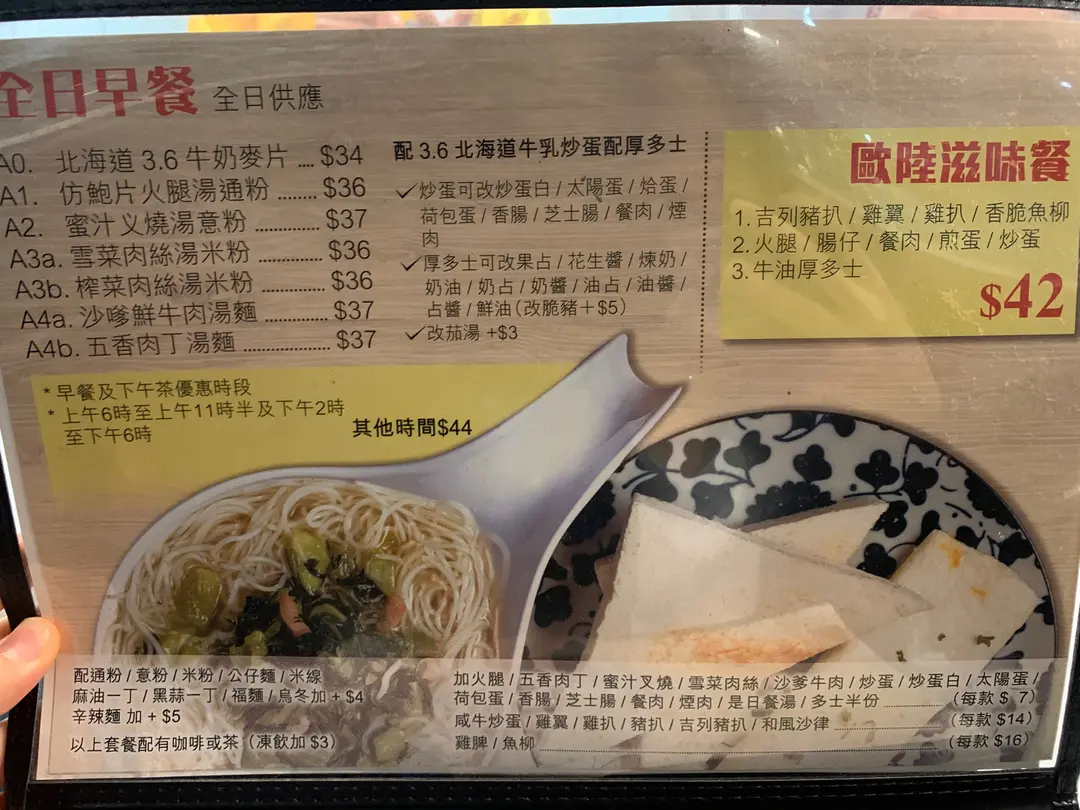 全日早餐 全日供應
A0. 北海道 3.6 牛奶麥片 .... $34
A1. 仿鮑片火腿湯通粉 ........ $36
A2. 蜜汁义燒湯意粉 ................ $37
A3a. 雪菜肉絲湯米粉 ............. $36
A3b. 榨菜肉絲湯米粉 ............. $36
A4a. 沙嗲鮮牛肉湯麵 ............. $37
A4b. 五香肉丁湯麵 .................. $37
配 3.6 北海道牛乳炒蛋配厚多士
✓炒蛋可改炒蛋白 / 太陽蛋 / 烚蛋 /
荷包蛋 / 香腸 / 芝士腸 / 餐肉 / 煙
肉
✓厚多士可改果占 / 花生醬 / 煉奶 /
奶油 / 奶占 / 奶醬 / 油占 / 油醬 /
占醬 / 鮮油（改脆豬＋$5）
✓改茄湯 +$3
歐陸滋味餐
1. 吉列豬扒 / 雞翼 / 雞扒 / 香脆魚柳
2. 火腿 / 腸仔 / 餐肉 / 煎蛋 / 炒蛋
3. 牛油厚多士
$42
* 早餐及下午茶優惠時段
* 上午6時至上午11時半及下午2時
至下午6時
其他時間$44
配通粉 / 意粉 / 米粉 / 公仔麵 / 米線
麻油一丁 / 黑蒜一丁 / 福麵 / 烏冬加 + $4
辛辣麵 加 + $5
以上套餐配有咖啡或茶（凍飲加 $3）
加火腿 / 五香肉丁 / 蜜汁叉燒 / 雪菜肉絲 / 沙爹牛肉 / 炒蛋 / 炒蛋白 / 太陽蛋 /
荷包蛋 / 香腸 / 芝士腸 / 餐肉 / 煙肉 / 是日餐湯 / 多士半份 ............ (每款 $ 7)
咸牛炒蛋 / 雞翼 / 雞扒 / 豬扒 / 吉列豬扒 / 和風沙律 ............ (每款 $14)
雞脾 / 魚柳 ............ (每款 $16)